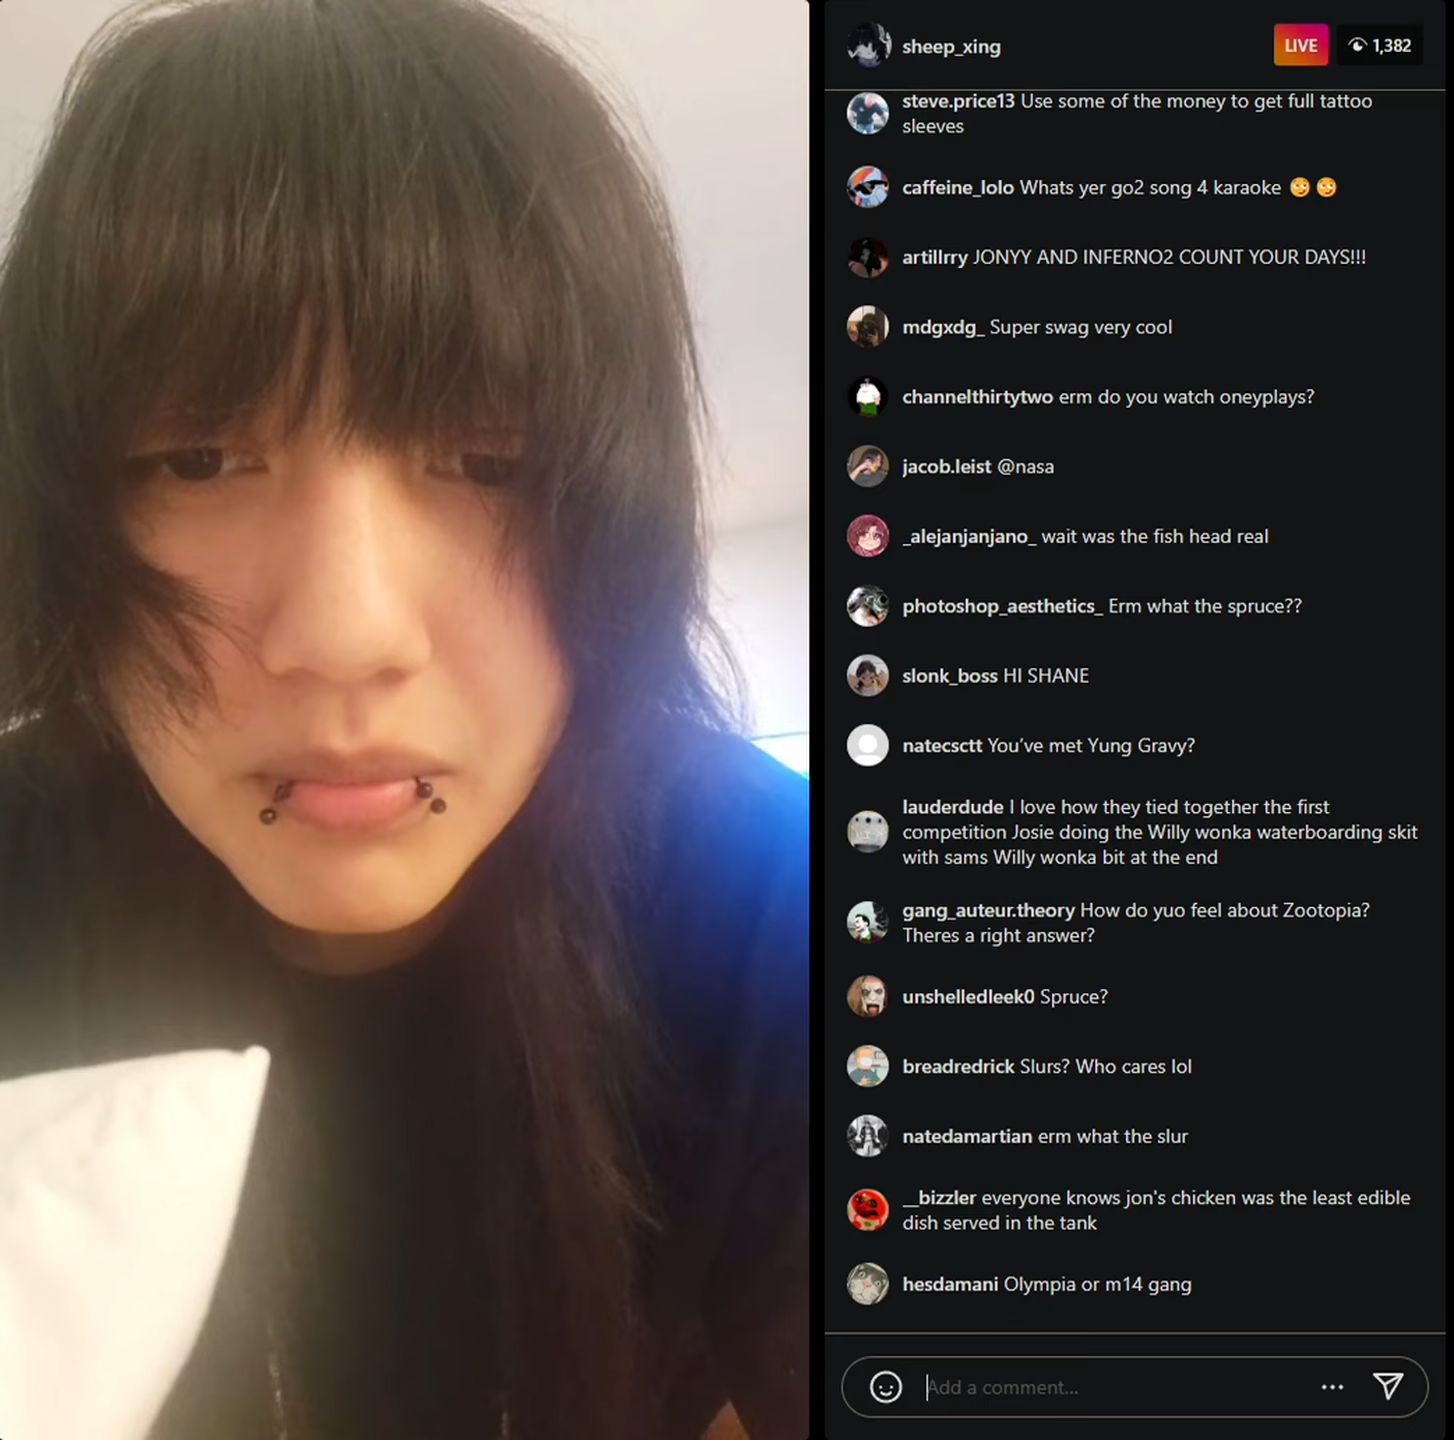 sheep_xing
LIVE
1,382
steve.price13 Use some of the money to get full tattoo
sleeves
caffeine_lolo Whats yer go2 song 4 karaoke 🙄 🙄
artillrry JONYY AND INFERNO2 COUNT YOUR DAYS!!!
mdgxdg_ Super swag very cool
channelthirtytwo erm do you watch oneyplays?
jacob.leist @nasa
_alejanjanjano_ wait was the fish head real
photoshop_aesthetics_ Erm what the spruce??
slonk_boss HI SHANE
natecsctt You’ve met Yung Gravy?
lauderdude I love how they tied together the first
competition Josie doing the Willy wonka waterboarding skit
with sams Willy wonka bit at the end
gang_auteur.theory How do yuo feel about Zootopia?
Theres a right answer?
unshelledleek0 Spruce?
breadredrick Slurs? Who cares lol
natedamartian erm what the slur
__bizzler everyone knows jon's chicken was the least edible
dish served in the tank
hesdamani Olympia or m14 gang
Add a comment...